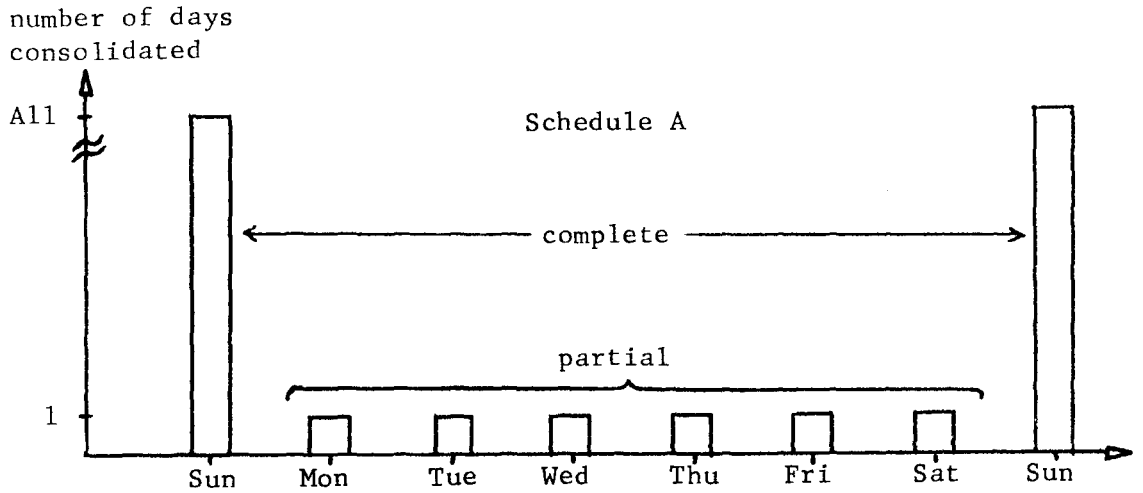 number of days
consolidated
All
Schedule A
complete
partial
1
Sun Mon Tue Wed Thu Fri Sat Sun